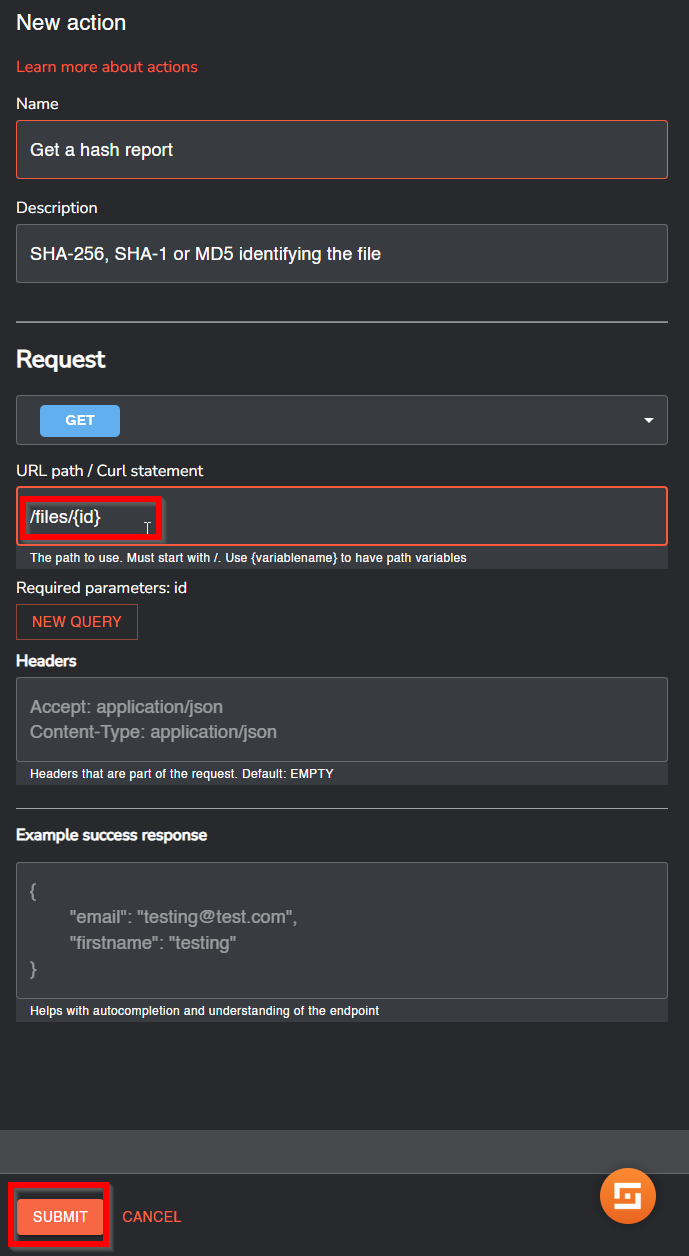 New action
Learn more about actions
Name
Get a hash report
Description
SHA-256, SHA-1 or MD5 identifying the file
Request
GET
URL path / Curl statement
/files/{id}
The path to use. Must start with /. Use {variablename} to have path variables
Required parameters: id
NEW QUERY
Headers
Accept: application/json
Content-Type: application/json
Headers that are part of the request. Default: EMPTY
Example success response
{
"email": "testing@test.com",
"firstname": "testing"
}
Helps with autocompletion and understanding of the endpoint
SUBMIT
CANCEL